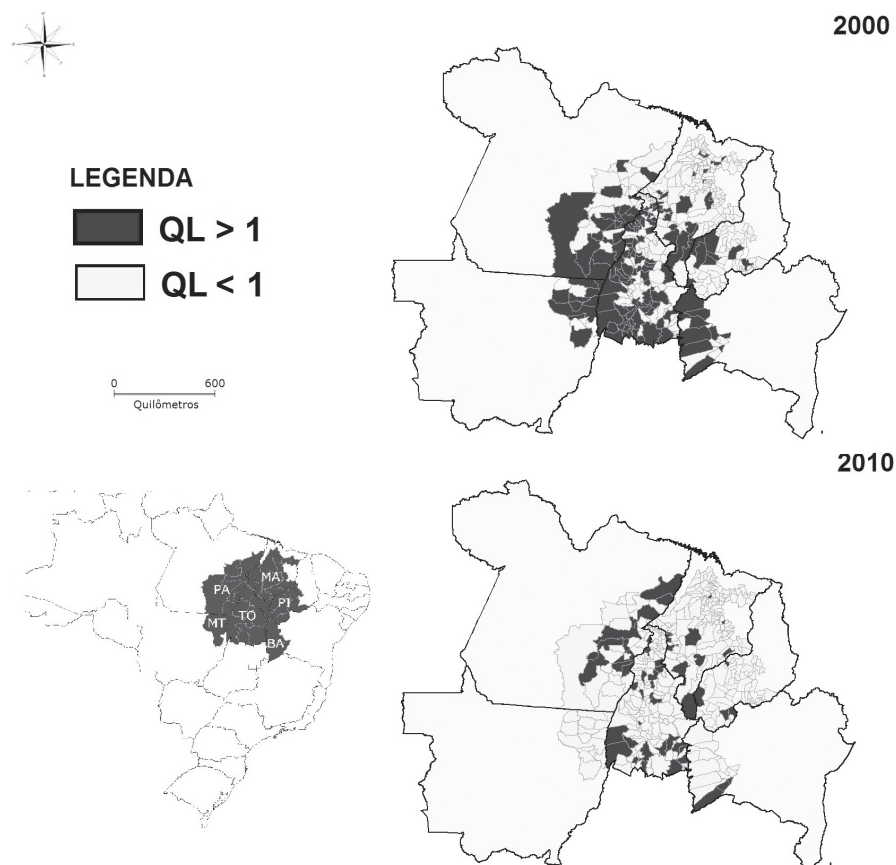 2000
LEGENDA
QL > 1
QL < 1
0 600
Quilômetros
2010
MA
PA
PI
TO
MT
BA